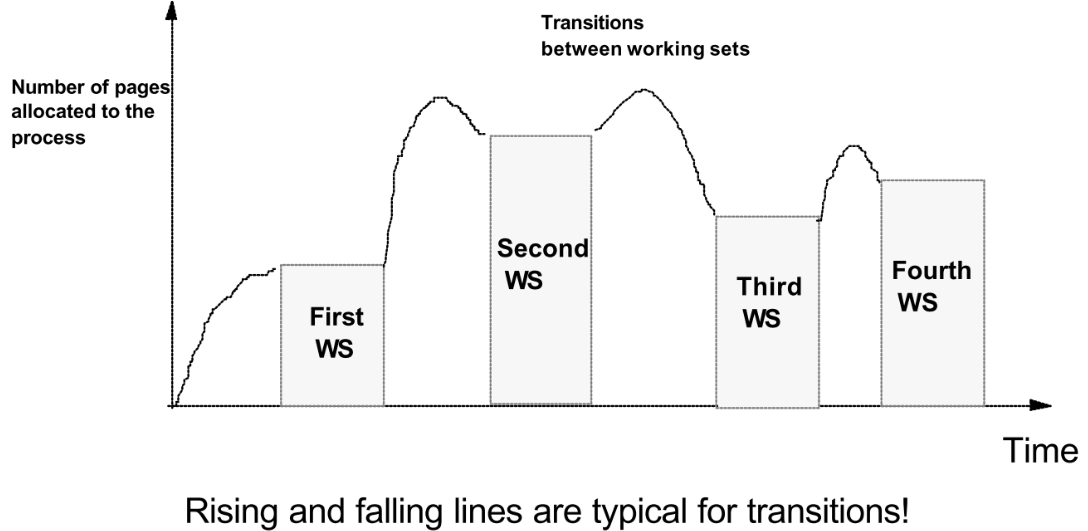 Transitions
between working sets
Number of pages
allocated to the
process
First
WS
Second
WS
Third
WS
Fourth
WS
Time
Rising and falling lines are typical for transitions!